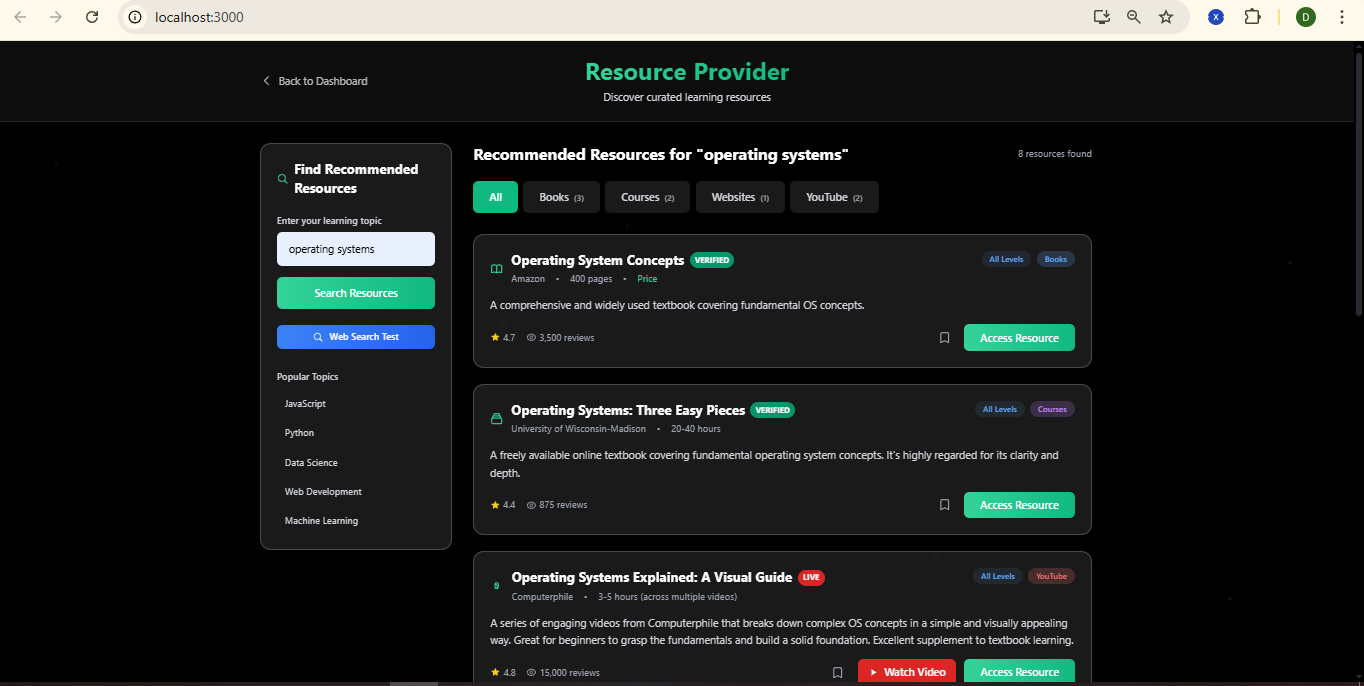 localhost:3000
X
D
Back to Dashboard
Resource Provider
Discover curated learning resources
Find Recommended
Resources
Enter your learning topic
operating systems
Search Resources
Web Search Test
Popular Topics
JavaScript
Python
Data Science
Web Development
Machine Learning
Recommended Resources for "operating systems"
8 resources found
All
Books (3)
Courses (2)
Websites (1)
YouTube (2)
Operating System Concepts VERIFIED
All Levels Books
Amazon • 400 pages • Price
A comprehensive and widely used textbook covering fundamental OS concepts.
4.7 3,500 reviews
Access Resource
Operating Systems: Three Easy Pieces VERIFIED
All Levels Courses
University of Wisconsin-Madison • 20-40 hours
A freely available online textbook covering fundamental operating system concepts. It's highly regarded for its clarity and
depth.
4.4 875 reviews
Access Resource
Operating Systems Explained: A Visual Guide LIVE
All Levels YouTube
Computerphile • 3-5 hours (across multiple videos)
A series of engaging videos from Computerphile that breaks down complex OS concepts in a simple and visually appealing
way. Great for beginners to grasp the fundamentals and build a solid foundation. Excellent supplement to textbook learning.
4.8 15,000 reviews
Watch Video
Access Resource